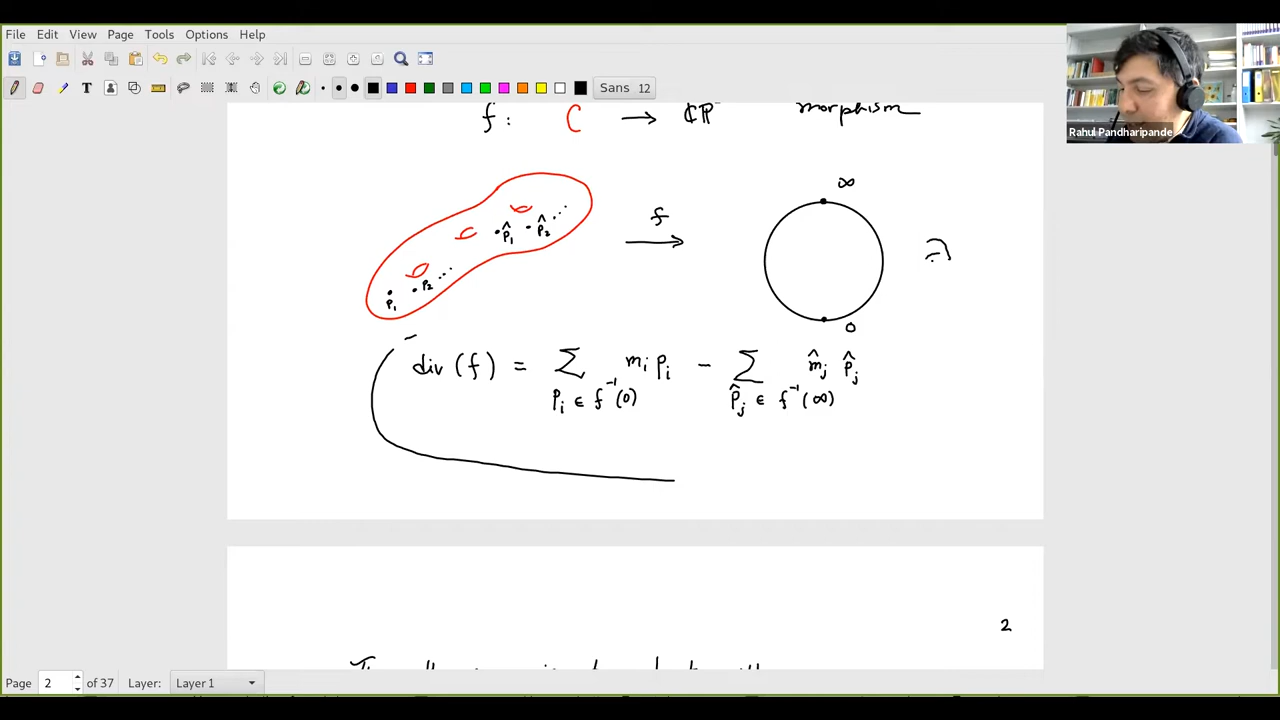 File Edit View Page Tools Options Help
Sans 12
Rahul Pandharipande
f : C → ℂℙ¹ morphism
∞
f
p̂₁ p̂₂ ...
p₁ p₂ ...
0
div (f) = Σ mᵢ pᵢ − Σ m̂ⱼ p̂ⱼ
pᵢ ∈ f⁻¹(0) p̂ⱼ ∈ f⁻¹(∞)
2
Page 2 of 37 Layer: Layer 1